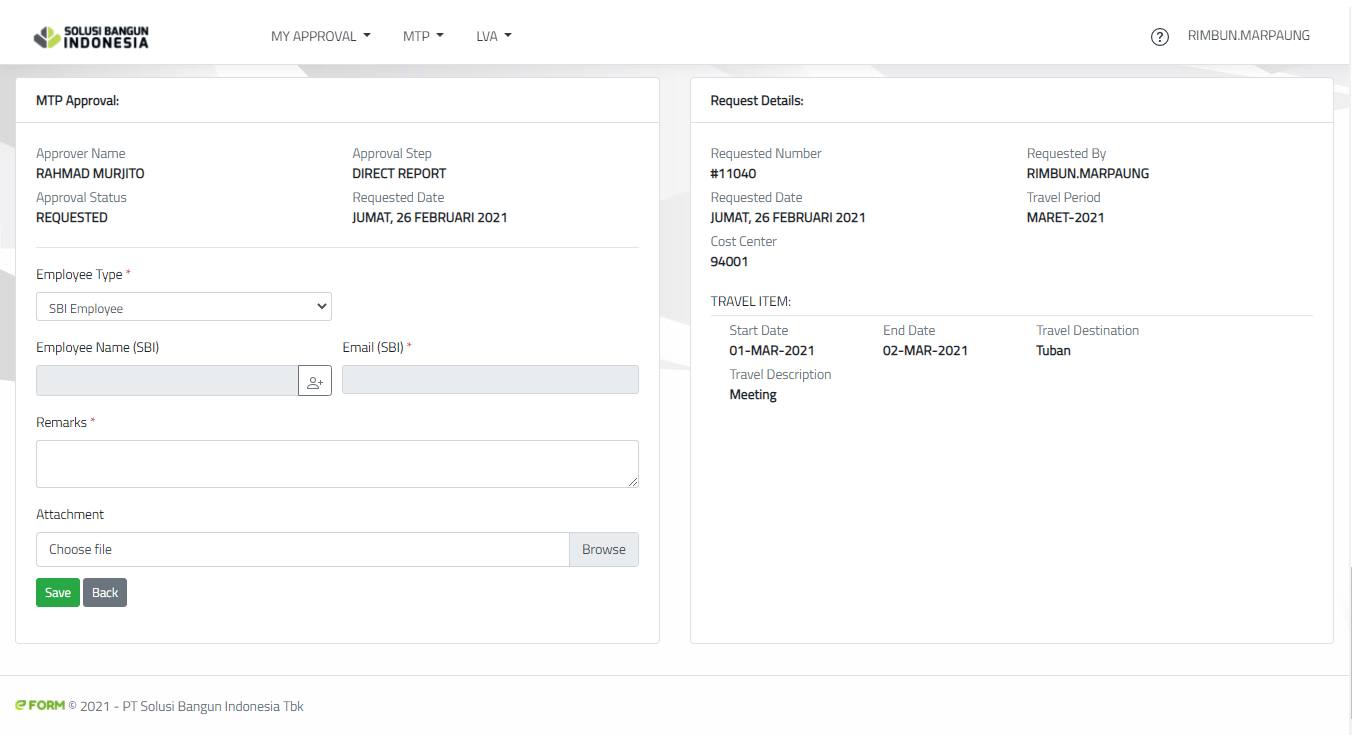 SOLUSI BANGUN
INDONESIA
MY APPROVAL
MTP
LVA
?
RIMBUN.MARPAUNG
MTP Approval:
Approver Name
Approval Step
RAHMAD MURJITO
DIRECT REPORT
Approval Status
Requested Date
REQUESTED
JUMAT, 26 FEBRUARI 2021
Employee Type *
SBI Employee
Employee Name (SBI)
Email (SBI) *
Remarks *
Attachment
Choose file
Browse
Save
Back
Request Details:
Requested Number
Requested By
#11040
RIMBUN.MARPAUNG
Requested Date
Travel Period
JUMAT, 26 FEBRUARI 2021
MARET-2021
Cost Center
94001
TRAVEL ITEM:
Start Date
End Date
Travel Destination
01-MAR-2021
02-MAR-2021
Tuban
Travel Description
Meeting
e FORM © 2021 - PT Solusi Bangun Indonesia Tbk